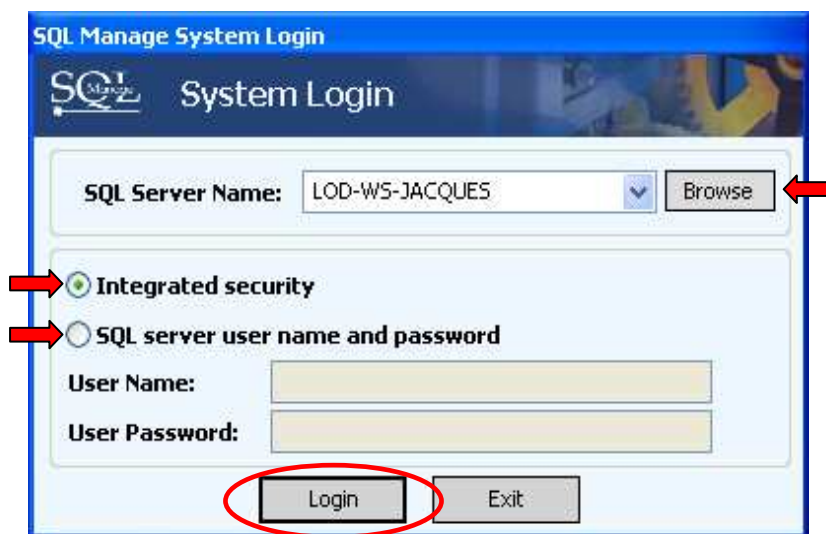 SQL Manage System Login
SQL Manage System Login
SQL Server Name: LOD-WS-JACQUES Browse
Integrated security
SQL server user name and password
User Name:
User Password:
Login Exit